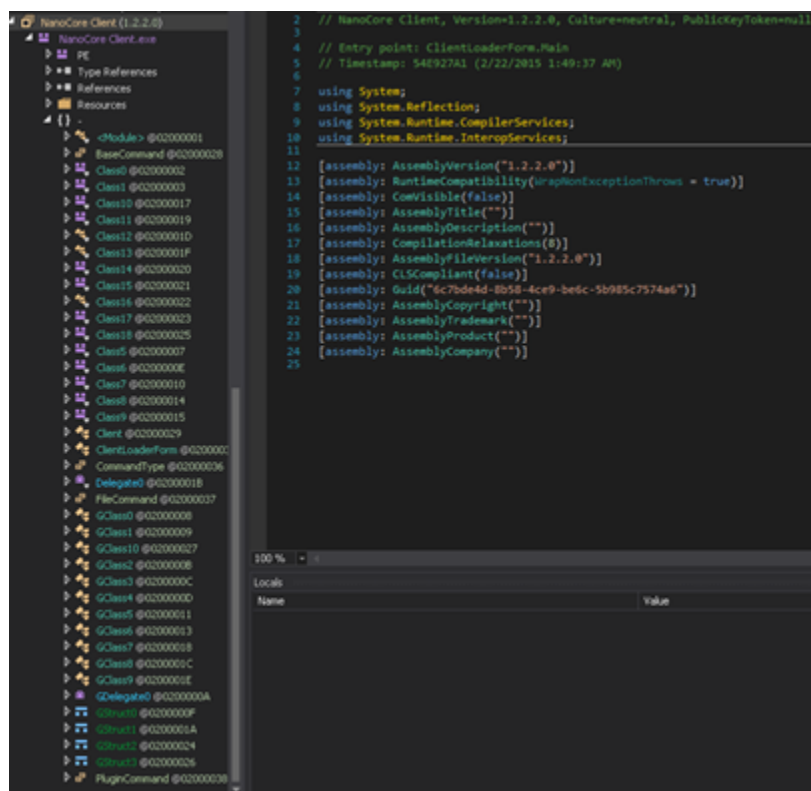 NanoCore Client (1.2.2.0)
NanoCore Client.exe
PE
Type References
References
Resources
{ } -
<Module> @02000001
BaseCommand @02000028
Class0 @02000002
Class1 @02000003
Class10 @02000017
Class11 @02000019
Class12 @0200001D
Class13 @0200001F
Class14 @02000020
Class15 @02000021
Class16 @02000022
Class17 @02000023
Class18 @02000025
Class5 @02000007
Class6 @0200000E
Class7 @02000010
Class8 @02000014
Class9 @02000015
Client @02000029
ClientLoaderForm @0200000
CommandType @02000036
Delegate0 @0200001B
FileCommand @02000037
GClass0 @02000008
GClass1 @02000009
GClass10 @02000027
GClass2 @0200000B
GClass3 @0200000C
GClass4 @0200000D
GClass5 @02000011
GClass6 @02000013
GClass7 @02000018
GClass8 @0200001C
GClass9 @0200001E
GDelegate0 @0200000A
GStruct0 @0200000F
GStruct1 @0200001A
GStruct2 @02000024
GStruct3 @02000026
PluginCommand @02000038
2 // NanoCore Client, Version=1.2.2.0, Culture=neutral, PublicKeyToken=null
3
4 // Entry point: ClientLoaderForm.Main
5 // Timestamp: 54E927A1 (2/22/2015 1:49:37 AM)
6
7 using System;
8 using System.Reflection;
9 using System.Runtime.CompilerServices;
10 using System.Runtime.InteropServices;
11
12 [assembly: AssemblyVersion("1.2.2.0")]
13 [assembly: RuntimeCompatibility(WrapNonExceptionThrows = true)]
14 [assembly: ComVisible(false)]
15 [assembly: AssemblyTitle("")]
16 [assembly: AssemblyDescription("")]
17 [assembly: CompilationRelaxations(8)]
18 [assembly: AssemblyFileVersion("1.2.2.0")]
19 [assembly: CLSCompliant(false)]
20 [assembly: Guid("6c7bde4d-8b58-4ce9-be6c-5b985c7574a6")]
21 [assembly: AssemblyCopyright("")]
22 [assembly: AssemblyTrademark("")]
23 [assembly: AssemblyProduct("")]
24 [assembly: AssemblyCompany("")]
25
100 %
Locals
Name Value